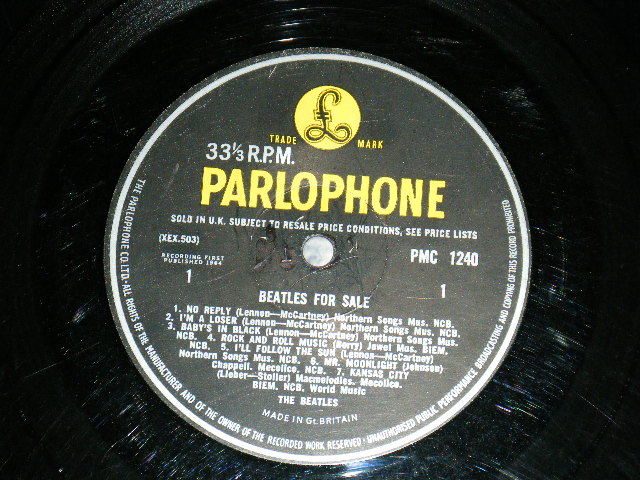 £
TRADE MARK
33⅓ R.P.M.
PARLOPHONE
SOLD IN U.K. SUBJECT TO RESALE PRICE CONDITIONS, SEE PRICE LISTS
(XEX.503)
PMC 1240
RECORDING FIRST
PUBLISHED 1964
1 1
BEATLES FOR SALE
1. NO REPLY (Lennon—McCartney) Northern Songs Mus. NCB.
2. I'M A LOSER (Lennon—McCartney) Northern Songs Mus. NCB.
3. BABY'S IN BLACK (Lennon—McCartney) Northern Songs Mus.
NCB. 4. ROCK AND ROLL MUSIC (Berry) Jewel Mus. BIEM.
NCB. 5. I'LL FOLLOW THE SUN (Lennon—McCartney)
Northern Songs Mus. NCB. 6. MR. MOONLIGHT (Johnson)
Chappell. Mecolico. NCB. 7. KANSAS CITY
(Lieber—Stoller) Macmelodies. Mecolico.
BIEM. NCB. World Music
THE BEATLES
MADE IN GT. BRITAIN
THE PARLOPHONE CO. LTD.—ALL RIGHTS OF THE MANUFACTURER AND OF THE OWNER OF THE RECORDED WORK RESERVED · UNAUTHORISED PUBLIC PERFORMANCE BROADCASTING AND COPYING OF THIS RECORD PROHIBITED